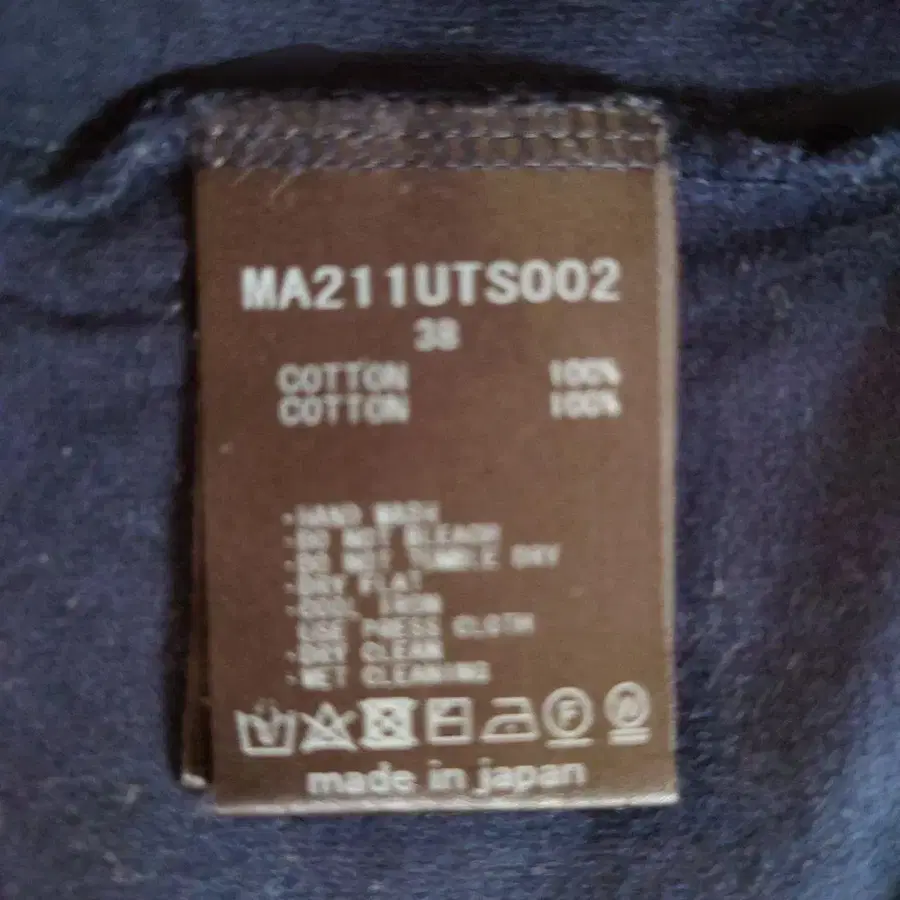 MA211UTS002
38
COTTON 100%
COTTON 100%
·HAND WASH
·DO NOT BLEACH
·DO NOT TUMBLE DRY
·DRY FLAT
·COOL IRON
USE PRESS CLOTH
·DRY CLEAN
·WET CLEANING
F
made in japan